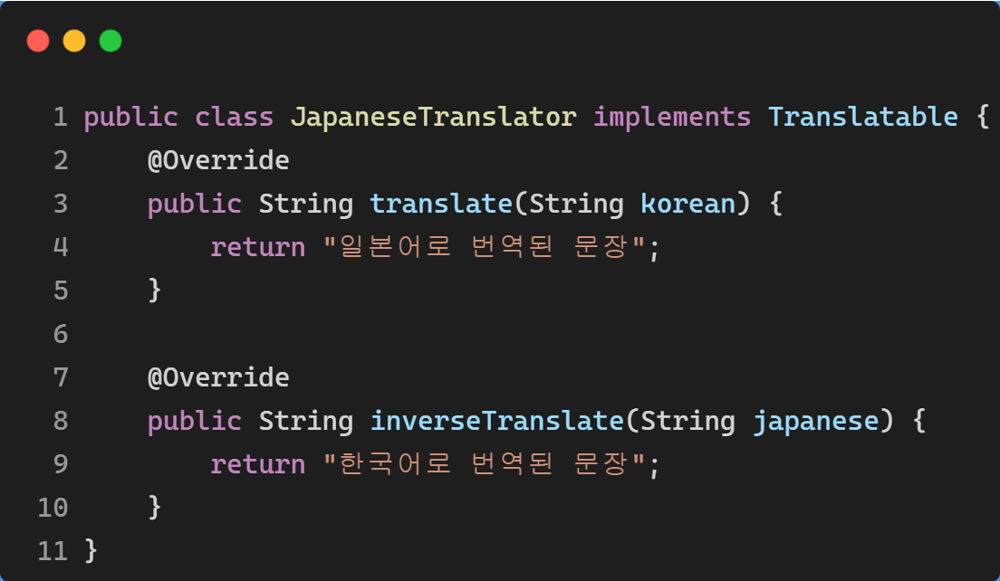 1 public class JapaneseTranslator implements Translatable {
2     @Override
3     public String translate(String korean) {
4         return "일본어로 번역된 문장";
5     }
6
7     @Override
8     public String inverseTranslate(String japanese) {
9         return "한국어로 번역된 문장";
10     }
11 }